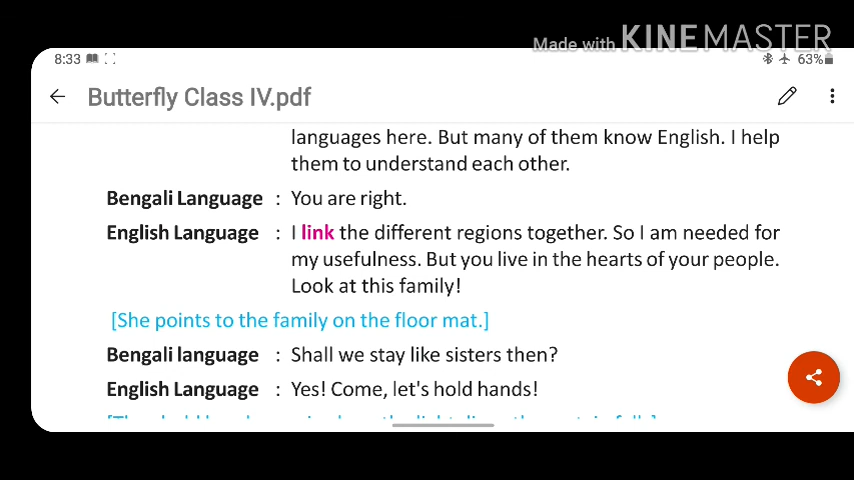 Made with KINEMASTER
8:33 63%
Butterfly Class IV.pdf
languages here. But many of them know English. I help
them to understand each other.
Bengali Language : You are right.
English Language : I link the different regions together. So I am needed for
my usefulness. But you live in the hearts of your people.
Look at this family!
[She points to the family on the floor mat.]
Bengali language : Shall we stay like sisters then?
English Language : Yes! Come, let's hold hands!